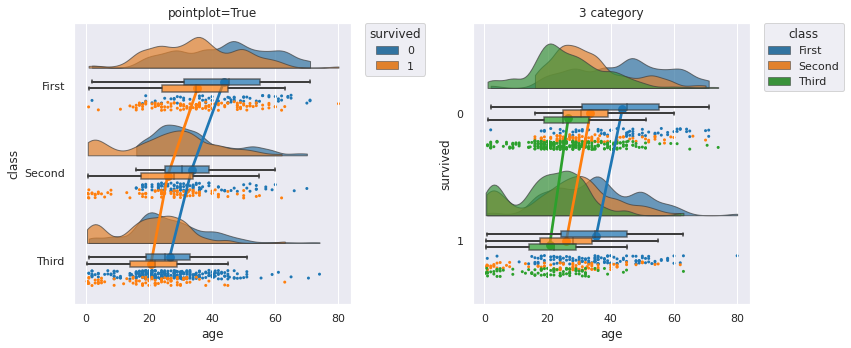 pointplot=True
survived
0
1
First
Second
Third
class
0 20 40 60 80
age
3 category
class
First
Second
Third
0
1
survived
0 20 40 60 80
age